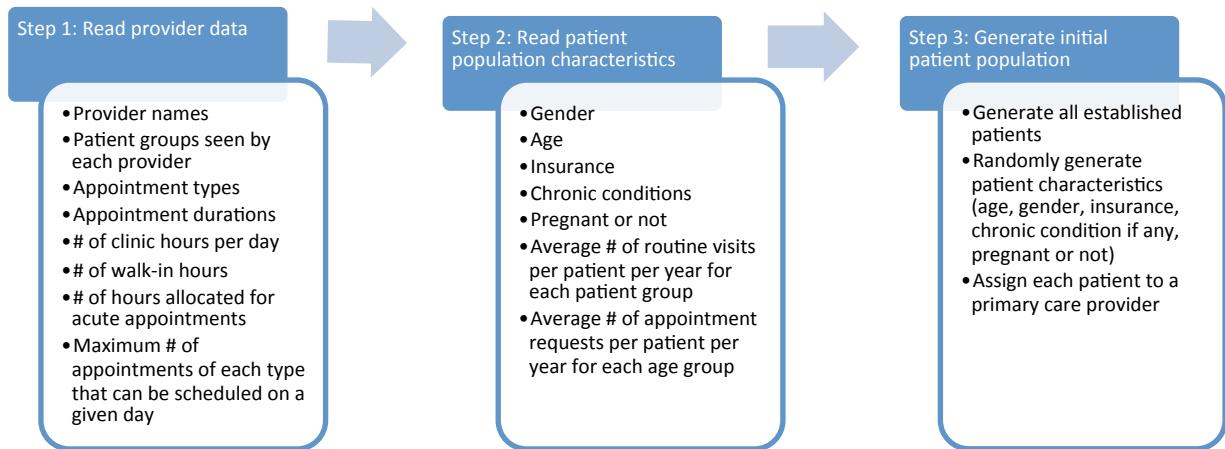 Step 1: Read provider data
•Provider names
•Patient groups seen by
each provider
•Appointment types
•Appointment durations
•# of clinic hours per day
•# of walk-in hours
•# of hours allocated for
acute appointments
•Maximum # of
appointments of each type
that can be scheduled on a
given day
Step 2: Read patient
population characteristics
•Gender
•Age
•Insurance
•Chronic conditions
•Pregnant or not
•Average # of routine visits
per patient per year for
each patient group
•Average # of appointment
requests per patient per
year for each age group
Step 3: Generate initial
patient population
•Generate all established
patients
•Randomly generate
patient characteristics
(age, gender, insurance,
chronic condition if any,
pregnant or not)
•Assign each patient to a
primary care provider